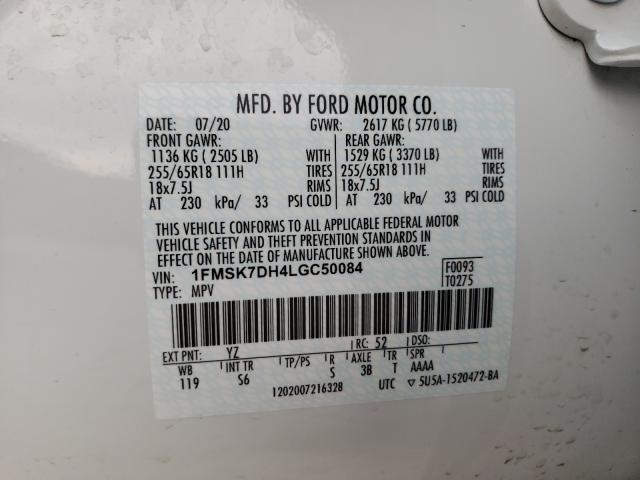 MFD. BY FORD MOTOR CO.
DATE: 07/20 GVWR: 2617 KG ( 5770 LB)
FRONT GAWR: REAR GAWR:
1136 KG ( 2505 LB) WITH 1529 KG ( 3370 LB) WITH
255/65R18 111H TIRES 255/65R18 111H TIRES
18x7.5J RIMS 18x7.5J RIMS
AT 230 kPa/ 33 PSI COLD AT 230 kPa/ 33 PSI COLD
THIS VEHICLE CONFORMS TO ALL APPLICABLE FEDERAL MOTOR
VEHICLE SAFETY AND THEFT PREVENTION STANDARDS IN
EFFECT ON THE DATE OF MANUFACTURE SHOWN ABOVE.
VIN: 1FMSK7DH4LGC50084 F0093
TYPE: MPV T0275
EXT PNT: YZ RC: 52 DSO:
WB INT TR TP/PS R AXLE TR SPR
119 S6 S 3B T AAAA
1202007216328 UTC ▽ 5U5A-1520472-BA